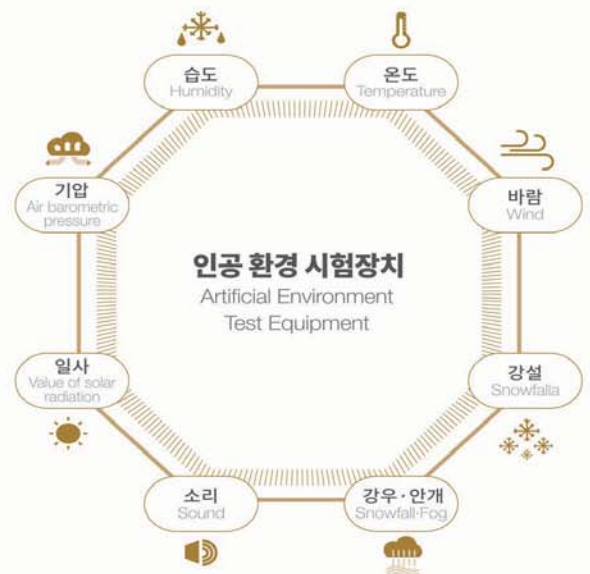 습도
Humidity
온도
Temperature
기압
Air barometric
pressure
바람
Wind
인공 환경 시험장치
Artificial Environment
Test Equipment
일사
Value of solar
radiation
강설
Snowfalla
소리
Sound
강우·안개
Snowfall·Fog